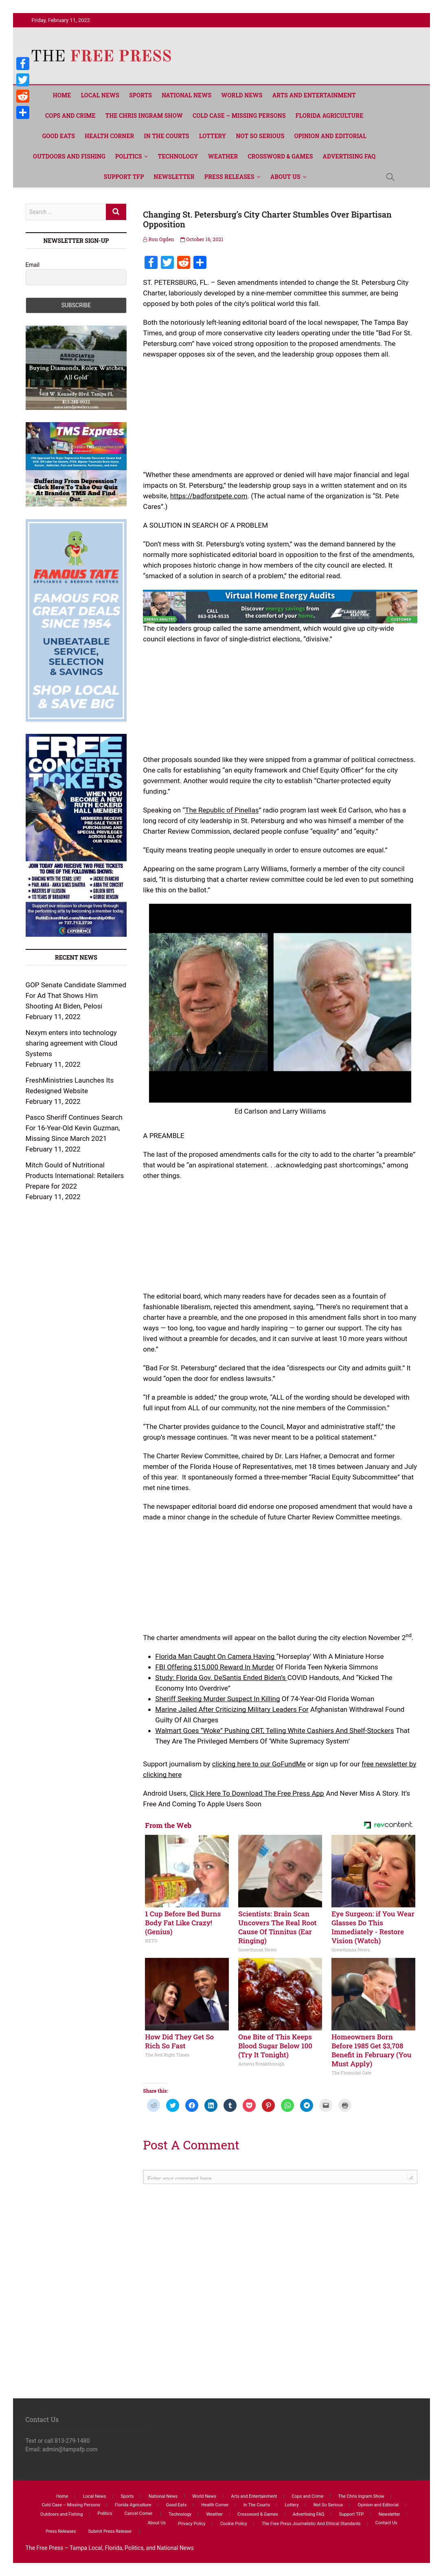 Friday, February 11, 2022
THE FREE PRESS
HOME LOCAL NEWS SPORTS NATIONAL NEWS WORLD NEWS ARTS AND ENTERTAINMENT
COPS AND CRIME THE CHRIS INGRAM SHOW COLD CASE – MISSING PERSONS FLORIDA AGRICULTURE
GOOD EATS HEALTH CORNER IN THE COURTS LOTTERY NOT SO SERIOUS OPINION AND EDITORIAL
OUTDOORS AND FISHING POLITICS TECHNOLOGY WEATHER CROSSWORD & GAMES ADVERTISING FAQ
SUPPORT TFP NEWSLETTER PRESS RELEASES ABOUT US
Search ...
NEWSLETTER SIGN-UP
Email
SUBSCRIBE
ASSOCIATED
Buying Diamonds, Rolex Watches,
All Gold
TMS Express
Suffering From Depression?
Click Here To Take Our Quiz
At Brandon TMS And Find
Out.
FAMOUS TATE
APPLIANCE & BEDDING CENTERS
FAMOUS FOR
GREAT DEALS
SINCE 1954
UNBEATABLE
SERVICE,
SELECTION
& SAVINGS
SHOP LOCAL
& SAVE BIG
FREE
CONCERT
TICKETS
WHEN YOU
BECOME A NEW
RUTH ECKERD
HALL MEMBER
JOIN TODAY AND RECEIVE TWO FREE
TICKETS TO ONE OF THE FOLLOWING:
RECENT NEWS
GOP Senate Candidate Slammed
For Ad That Shows Him
Shooting At Biden, Pelosi
February 11, 2022
Nexym enters into technology
sharing agreement with Cloud
Systems
February 11, 2022
FreshMinistries Launches Its
Redesigned Website
February 11, 2022
Pasco Sheriff Continues Search
For 16-Year-Old Kevin Guzman,
Missing Since March 2021
February 11, 2022
Mitch Gould of Nutritional
Products International: Retailers
Prepare for 2022
February 11, 2022
Changing St. Petersburg's City Charter Stumbles Over Bipartisan
Opposition
Ron Ogden October 16, 2021
ST. PETERSBURG, FL. – Seven amendments intended to change the St. Petersburg City
Charter, laboriously developed by a nine-member committee this summer, are being
opposed by both poles of the city's political world this fall.
Both the notoriously left-leaning editorial board of the local newspaper, The Tampa Bay
Times, and group of more conservative city leaders operating under the title "Bad For St.
Petersburg.com" have voiced strong opposition to the proposed amendments. The
newspaper opposes six of the seven, and the leadership group opposes them all.
"Whether these amendments are approved or denied will have major financial and legal
impacts on St. Petersburg," the leadership group says in a written statement and on its
website, https://badforstpete.com. (The actual name of the organization is "St. Pete
Cares".)
A SOLUTION IN SEARCH OF A PROBLEM
"Don't mess with St. Petersburg's voting system," was the demand bannered by the
normally more sophisticated editorial board in opposition to the first of the amendments,
which proposes historic change in how members of the city council are elected. It
"smacked of a solution in search of a problem," the editorial read.
Virtual Home Energy Audits
CALL
863-834-9535
Discover energy savings
from the comfort of your home.
The city leaders group called the same amendment, which would give up city-wide
council elections in favor of single-district elections, "divisive."
Other proposals sounded like they were snipped from a grammar of political correctness.
One calls for establishing "an equity framework and Chief Equity Officer" for the city
government. Another would require the city to establish "Charter-protected equity
funding."
Speaking on "The Republic of Pinellas" radio program last week Ed Carlson, who has a
long record of city leadership in St. Petersburg and who was himself a member of the
Charter Review Commission, declared people confuse "equality" and "equity."
"Equity means treating people unequally in order to ensure outcomes are equal."
Appearing on the same program Larry Williams, formerly a member of the city council
said, "I didn't think that a charter review committee could be driven to put something
like this on the ballot."
Ed Carlson and Larry Williams
A PREAMBLE
The last of the proposed amendments calls for the city to add to the charter "a preamble"
that would be "an aspirational statement. . .acknowledging past shortcomings," among
other things.
The editorial board, which many readers have for decades seen as a fountain of
fashionable liberalism, rejected this amendment, saying, "There's no requirement that a
charter have a preamble, and the one proposed in this amendment falls short in too many
ways — too long, too vague and hardly inspiring — to garner our support. The city has
lived without a preamble for decades, and it can survive at least 10 more years without
one."
"Bad For St. Petersburg" declared that the idea "disrespects our City and admits guilt." It
would "open the door for endless lawsuits."
"If a preamble is added," the group wrote, "ALL of the wording should be developed with
full input from ALL of our community, not the nine members of the Commission."
"The Charter provides guidance to the Council, Mayor and administrative staff," the
group's message continues. "It was never meant to be a political statement."
The Charter Review Committee, chaired by Dr. Lars Hafner, a Democrat and former
member of the Florida House of Representatives, met 18 times between January and July
of this year. It spontaneously formed a three-member "Racial Equity Subcommittee" that
met nine times.
The newspaper editorial board did endorse one proposed amendment that would have a
made a minor change in the schedule of future Charter Review Committee meetings.
The charter amendments will appear on the ballot during the city election November 2nd.
Florida Man Caught On Camera Having "Horseplay' With A Miniature Horse
FBI Offering $15,000 Reward In Murder Of Florida Teen Nykeria Simmons
Study: Florida Gov. DeSantis Ended Biden's COVID Handouts, And "Kicked The
Economy Into Overdrive"
Sheriff Seeking Murder Suspect In Killing Of 74-Year-Old Florida Woman
Marine Jailed After Criticizing Military Leaders For Afghanistan Withdrawal Found
Guilty Of All Charges
Walmart Goes "Woke" Pushing CRT, Telling White Cashiers And Shelf-Stockers That
They Are The Privileged Members Of 'White Supremacy System'
Support journalism by clicking here to our GoFundMe or sign up for our free newsletter by
clicking here
Android Users, Click Here To Download The Free Press App And Never Miss A Story. It's
Free And Coming To Apple Users Soon
From the Web
revcontent.
1 Cup Before Bed Burns
Body Fat Like Crazy!
(Genius)
KETO
Scientists: Brain Scan
Uncovers The Real Root
Cause Of Tinnitus (Ear
Ringing)
Growthmax News
Eye Surgeon: if You Wear
Glasses Do This
Immediately - Restore
Vision (Watch)
Growthmax News
How Did They Get So
Rich So Fast
The Red Right Times
One Bite of This Keeps
Blood Sugar Below 100
(Try It Tonight)
Homeowners Born
Before 1985 Get $3,708
Benefit in February (You
Must Apply)
The Financial Gate
Share this:
Post A Comment
Enter your comment here...
Contact Us
Text or call 813-279-1480
Email: admin@tampafp.com
Home Local News Sports National News World News Arts and Entertainment Cops and Crime The Chris Ingram Show
Cold Case – Missing Persons Florida Agriculture Good Eats Health Corner In The Courts Lottery Not So Serious Opinion and Editorial
Outdoors and Fishing Politics Cancel Corner Technology Weather Crossword & Games Advertising FAQ Support TFP Newsletter
About Us Privacy Policy Cookie Policy The Free Press Journalistic And Ethical Standards Contact Us
Press Releases Submit Press Release
The Free Press – Tampa Local, Florida, Politics, and National News